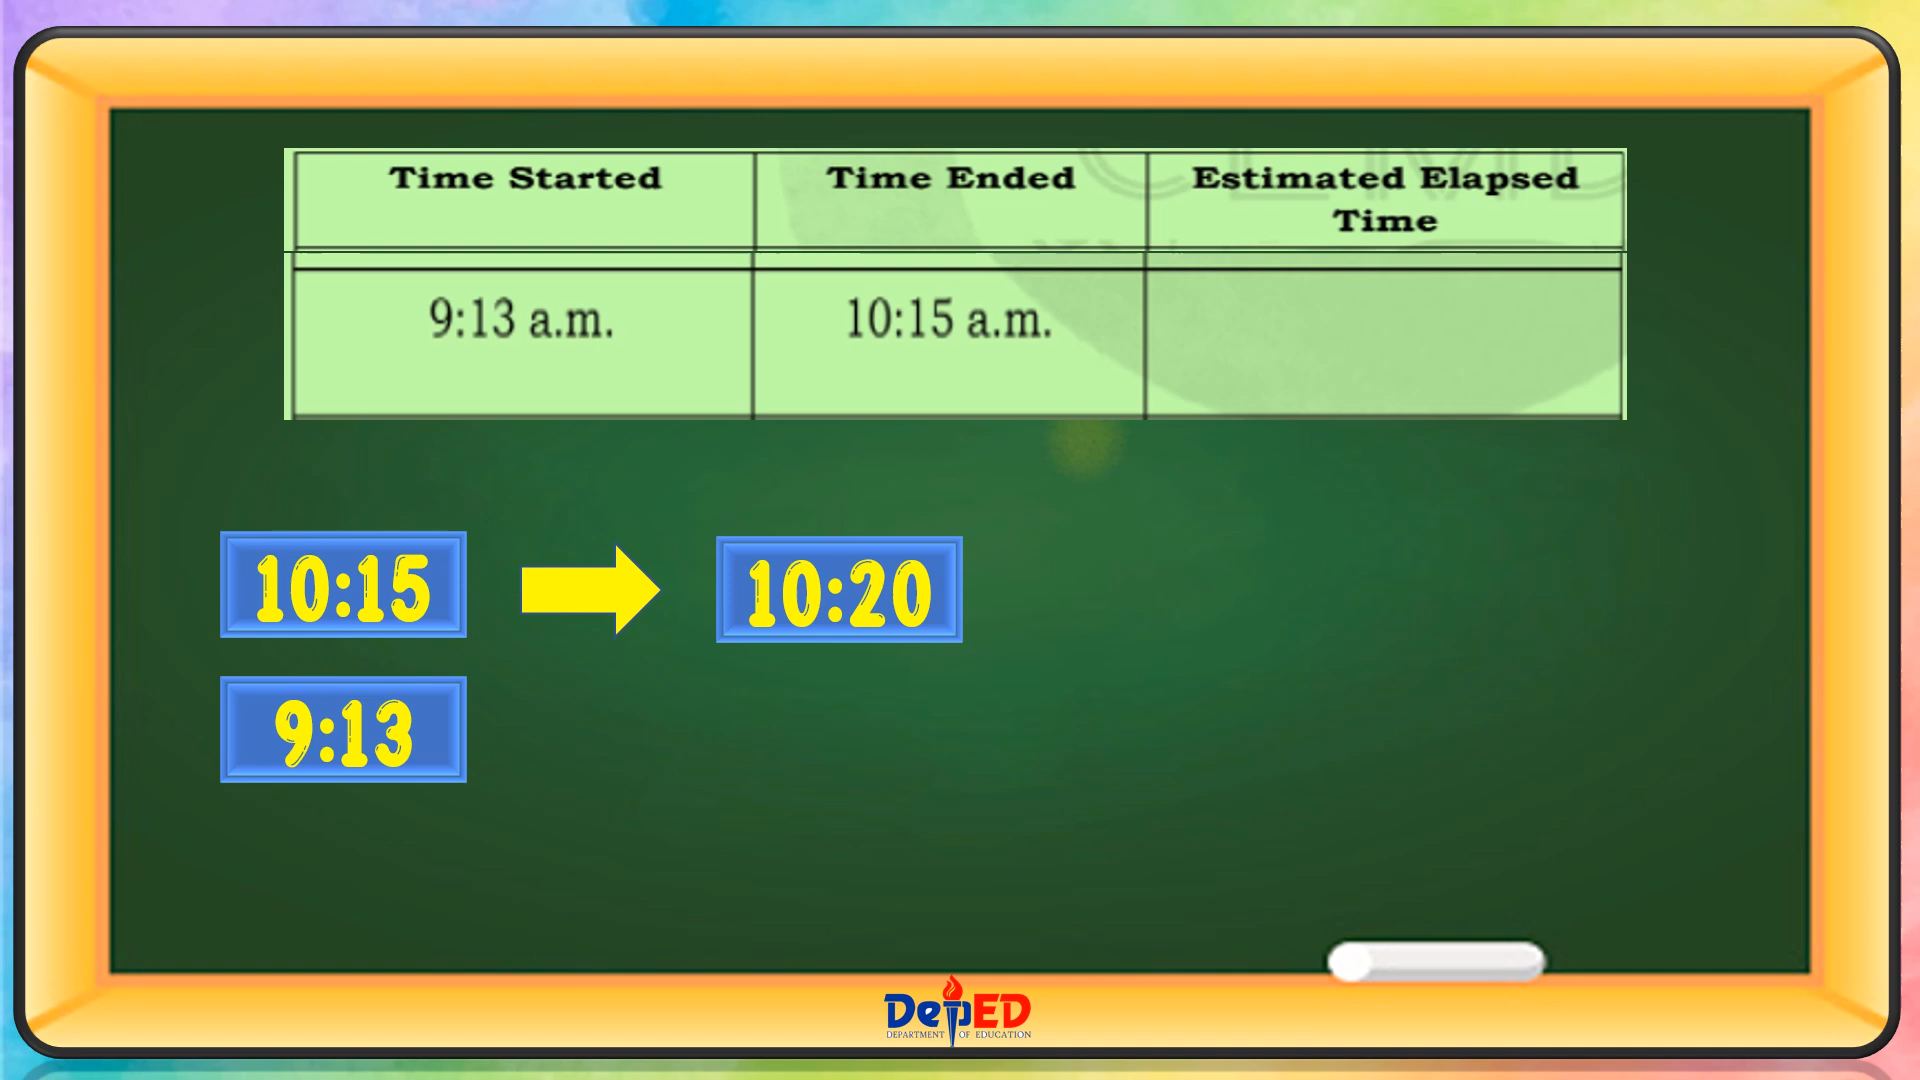 Time Started
Time Ended
Estimated Elapsed
Time
9:13 a.m.
10:15 a.m.
10:15
10:20
9:13
DepED
DEPARTMENT OF EDUCATION